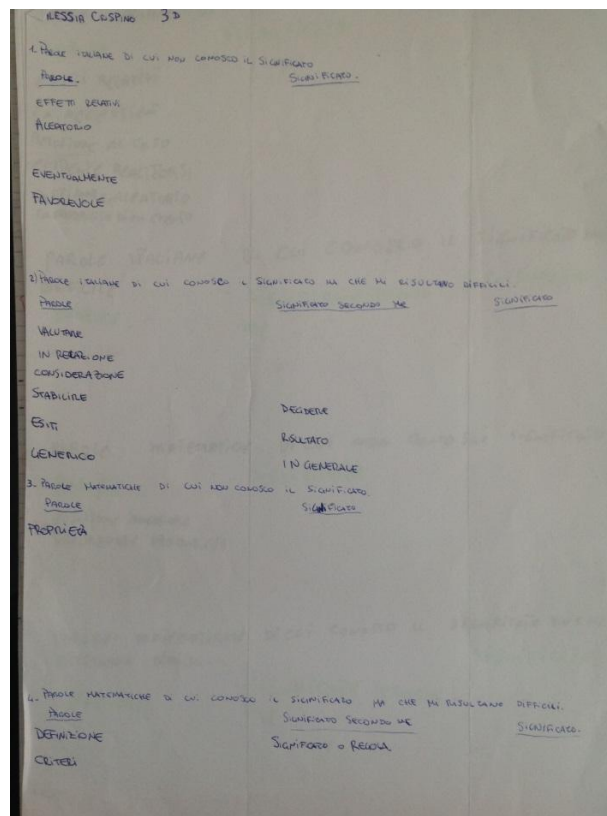 ALESSIA CESPINO 3D
1. PAROLE ITALIANE DI CUI NON CONOSCO IL SIGNIFICATO
PAROLE. SIGNIFICATO.
EFFETTI RELATIVI
ALEATORIO
EVENTUALMENTE
FAVOREVOLE
2) PAROLE ITALIANE DI CUI CONOSCO IL SIGNIFICATO MA CHE MI RISULTANO DIFFICILI.
PAROLE SIGNIFICATO SECONDO ME SIGNIFICATO
VALUTARE
IN RELAZIONE
CONSIDERAZIONE
STABILIRE DECIDERE
ESITI RISULTATO
GENERICO IN GENERALE
3. PAROLE MATEMATICHE DI CUI NON CONOSCO IL SIGNIFICATO.
PAROLE SIGNIFICATO
PROPRIETÀ
4. PAROLE MATEMATICHE DI CUI CONOSCO IL SIGNIFICATO MA CHE MI RISULTANO DIFFICILI.
PAROLE SIGNIFICATO SECONDO ME SIGNIFICATO.
DEFINIZIONE SIGNIFICATO O REGOLA
CRITERI